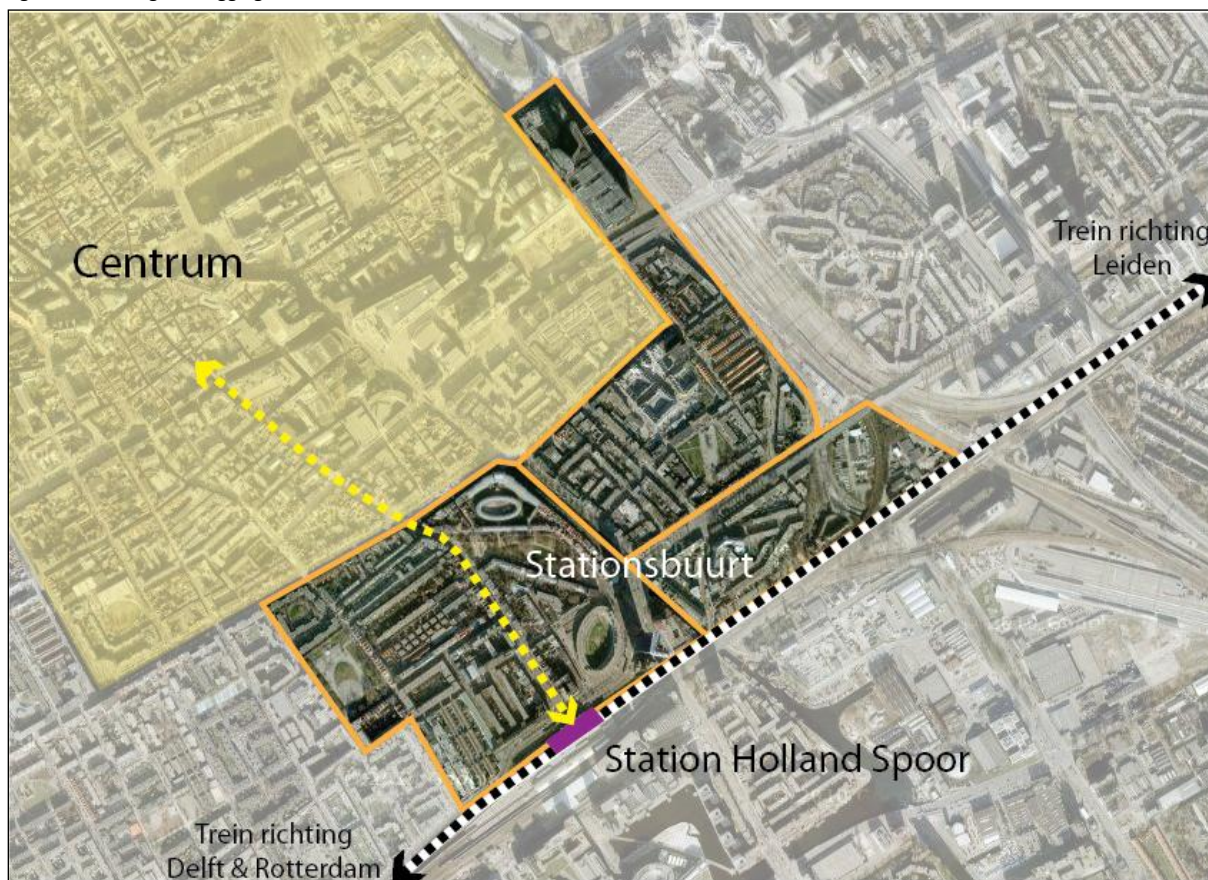 Centrum
Trein richting
Leiden
Stationsbuurt
Station Holland Spoor
Trein richting
Delft & Rotterdam